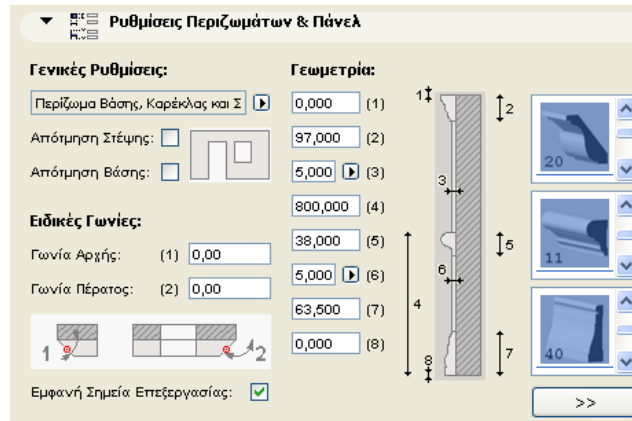 Ρυθμίσεις Περιζωμάτων & Πάνελ
Γενικές Ρυθμίσεις:
Περίζωμα Βάσης, Καρέκλας και Σ
Απότμηση Στέψης:
Απότμηση Βάσης:
Ειδικές Γωνίες:
Γωνία Αρχής: (1) 0,00
Γωνία Πέρατος: (2) 0,00
1 2
Εμφανή Σημεία Επεξεργασίας:
Γεωμετρία:
0,000 (1)
97,000 (2)
5,000 (3)
800,000 (4)
38,000 (5)
5,000 (6)
63,500 (7)
0,000 (8)
1
2
3
5
6
4
7
8
20
11
40
>>